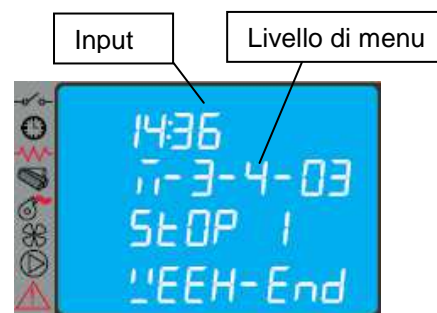 Input
Livello di menu
14:36
M-3-4-03
STOP 1
WEEH-End